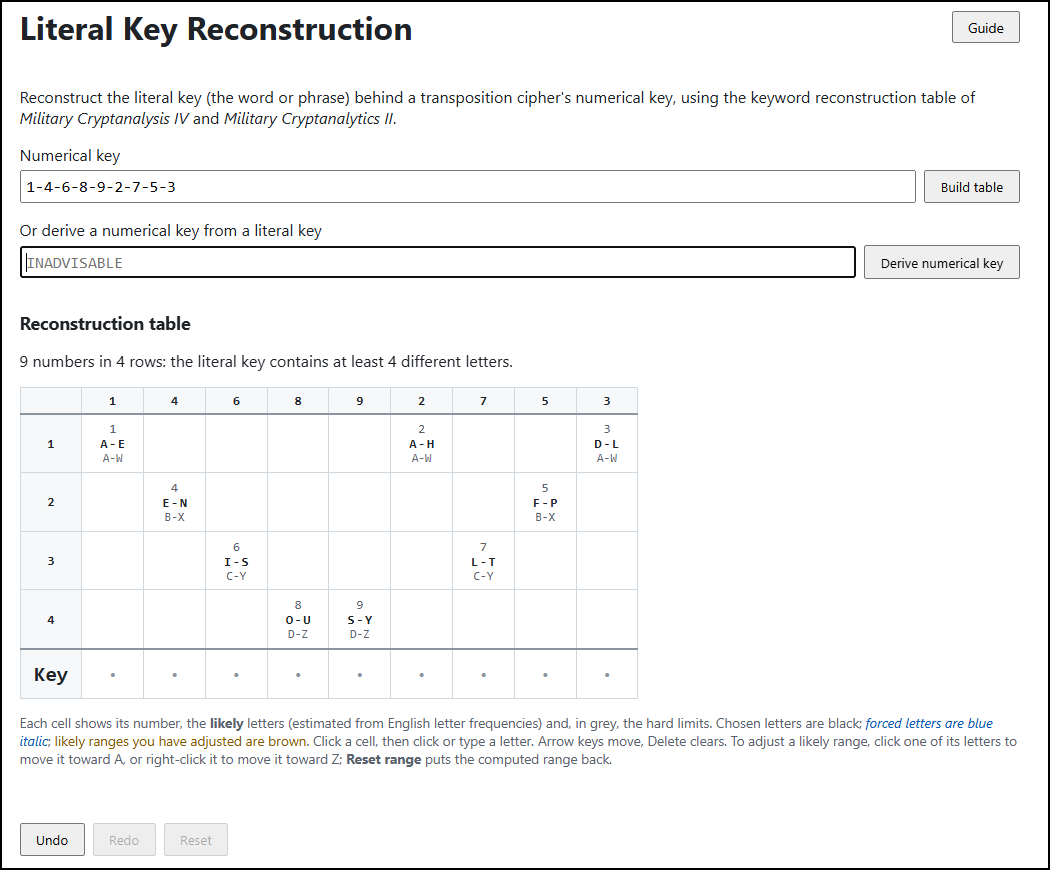 Literal Key Reconstruction
Guide
Reconstruct the literal key (the word or phrase) behind a transposition cipher's numerical key, using the keyword reconstruction table of
Military Cryptanalysis IV and Military Cryptanalytics II.
Numerical key
1-4-6-8-9-2-7-5-3
Build table
Or derive a numerical key from a literal key
INADVISABLE
Derive numerical key
Reconstruction table
9 numbers in 4 rows: the literal key contains at least 4 different letters.
1 4 6 8 9 2 7 5 3
1 2 3
1 A-E A-H D-L
A-W A-W A-W
4 5
2 E-N F-P
B-X B-X
6 7
3 I-S L-T
C-Y C-Y
8 9
4 O-U S-Y
D-Z D-Z
Key • • • • • • • • •
Each cell shows its number, the likely letters (estimated from English letter frequencies) and, in grey, the hard limits. Chosen letters are black; forced letters are blue
italic; likely ranges you have adjusted are brown. Click a cell, then click or type a letter. Arrow keys move, Delete clears. To adjust a likely range, click one of its letters to
move it toward A, or right-click it to move it toward Z; Reset range puts the computed range back.
Undo Redo Reset